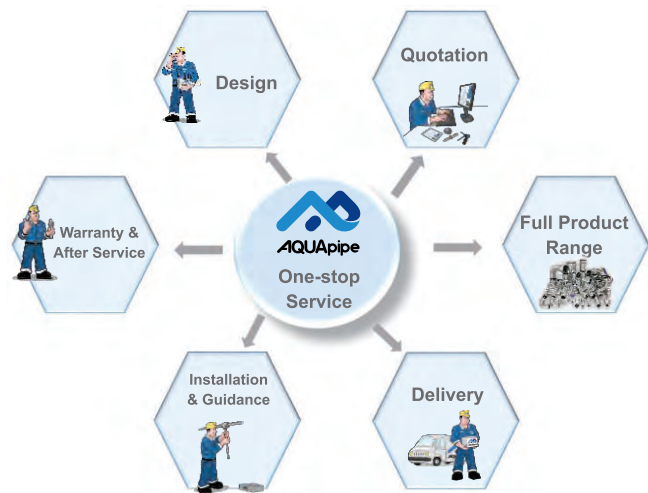 Design
Quotation
Warranty &
After Service
AQUApipe
One-stop
Service
Full Product
Range
Installation
& Guidance
Delivery